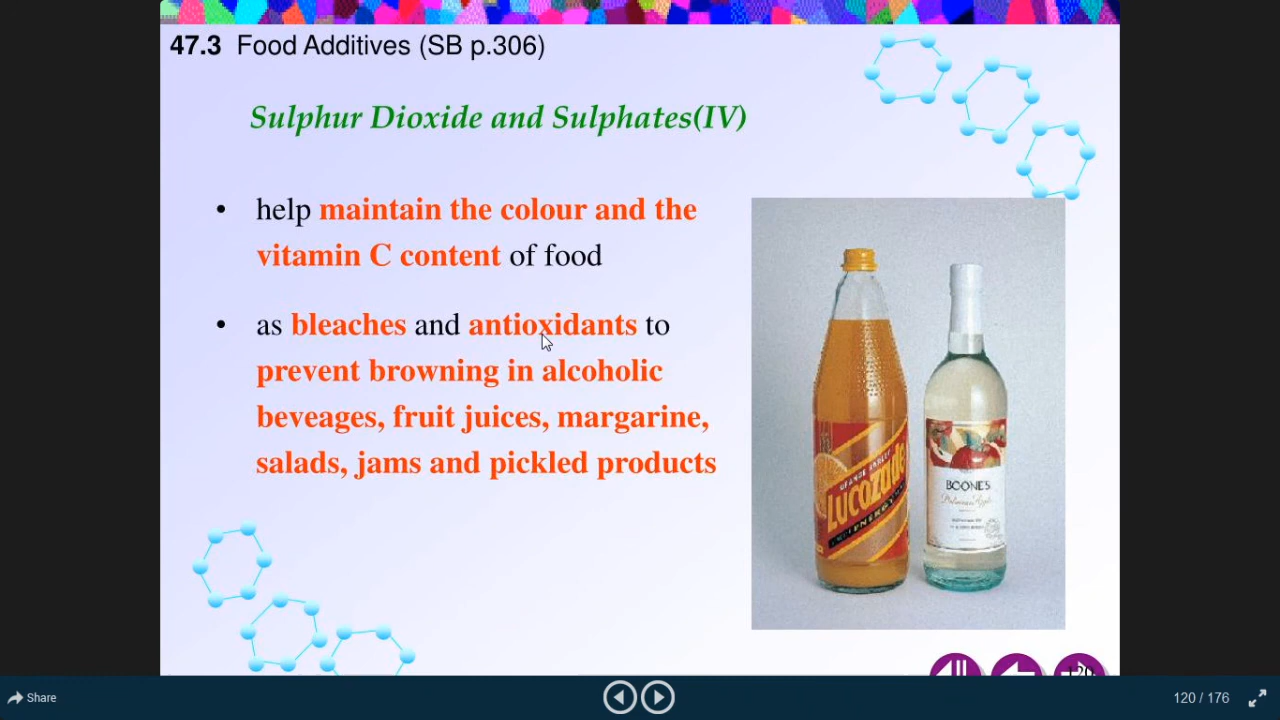 47.3 Food Additives (SB p.306)
Sulphur Dioxide and Sulphates(IV)
• help maintain the colour and the
vitamin C content of food
• as bleaches and antioxidants to
prevent browning in alcoholic
beveages, fruit juices, margarine,
salads, jams and pickled products
Lucozade
ENERGY
BOONE'S
120
Share
120 / 176